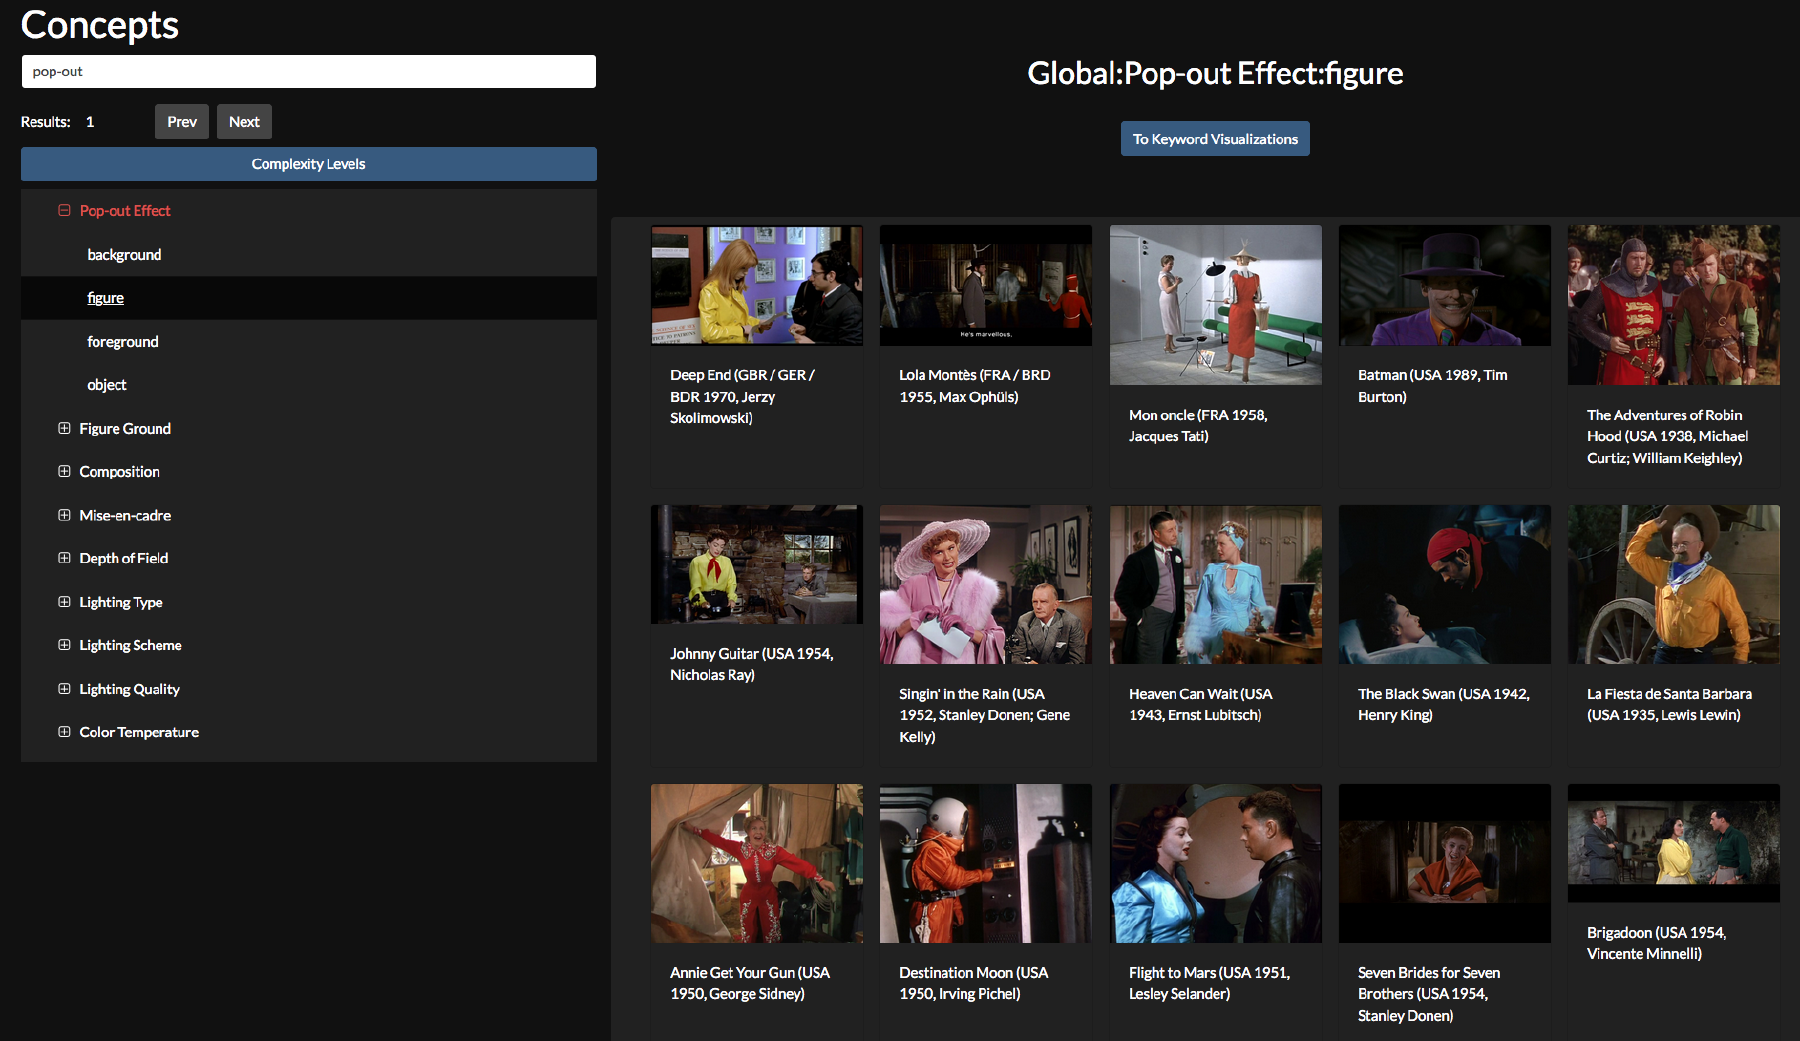 Concepts
pop-out
Results: 1 Prev Next
Complexity Levels
Pop-out Effect
background
figure
foreground
object
Figure Ground
Composition
Mise-en-cadre
Depth of Field
Lighting Type
Lighting Scheme
Lighting Quality
Color Temperature
Global:Pop-out Effect:figure
To Keyword Visualizations
Deep End (GBR / GER /
BDR 1970, Jerzy
Skolimowski)
He's marvellous.
Lola Montès (FRA / BRD
1955, Max Ophüls)
Mon oncle (FRA 1958,
Jacques Tati)
Batman (USA 1989, Tim
Burton)
The Adventures of Robin
Hood (USA 1938, Michael
Curtiz; William Keighley)
Johnny Guitar (USA 1954,
Nicholas Ray)
Singin' in the Rain (USA
1952, Stanley Donen; Gene
Kelly)
Heaven Can Wait (USA
1943, Ernst Lubitsch)
The Black Swan (USA 1942,
Henry King)
La Fiesta de Santa Barbara
(USA 1935, Lewis Lewin)
Annie Get Your Gun (USA
1950, George Sidney)
Destination Moon (USA
1950, Irving Pichel)
Flight to Mars (USA 1951,
Lesley Selander)
Seven Brides for Seven
Brothers (USA 1954,
Stanley Donen)
Brigadoon (USA 1954,
Vincente Minnelli)